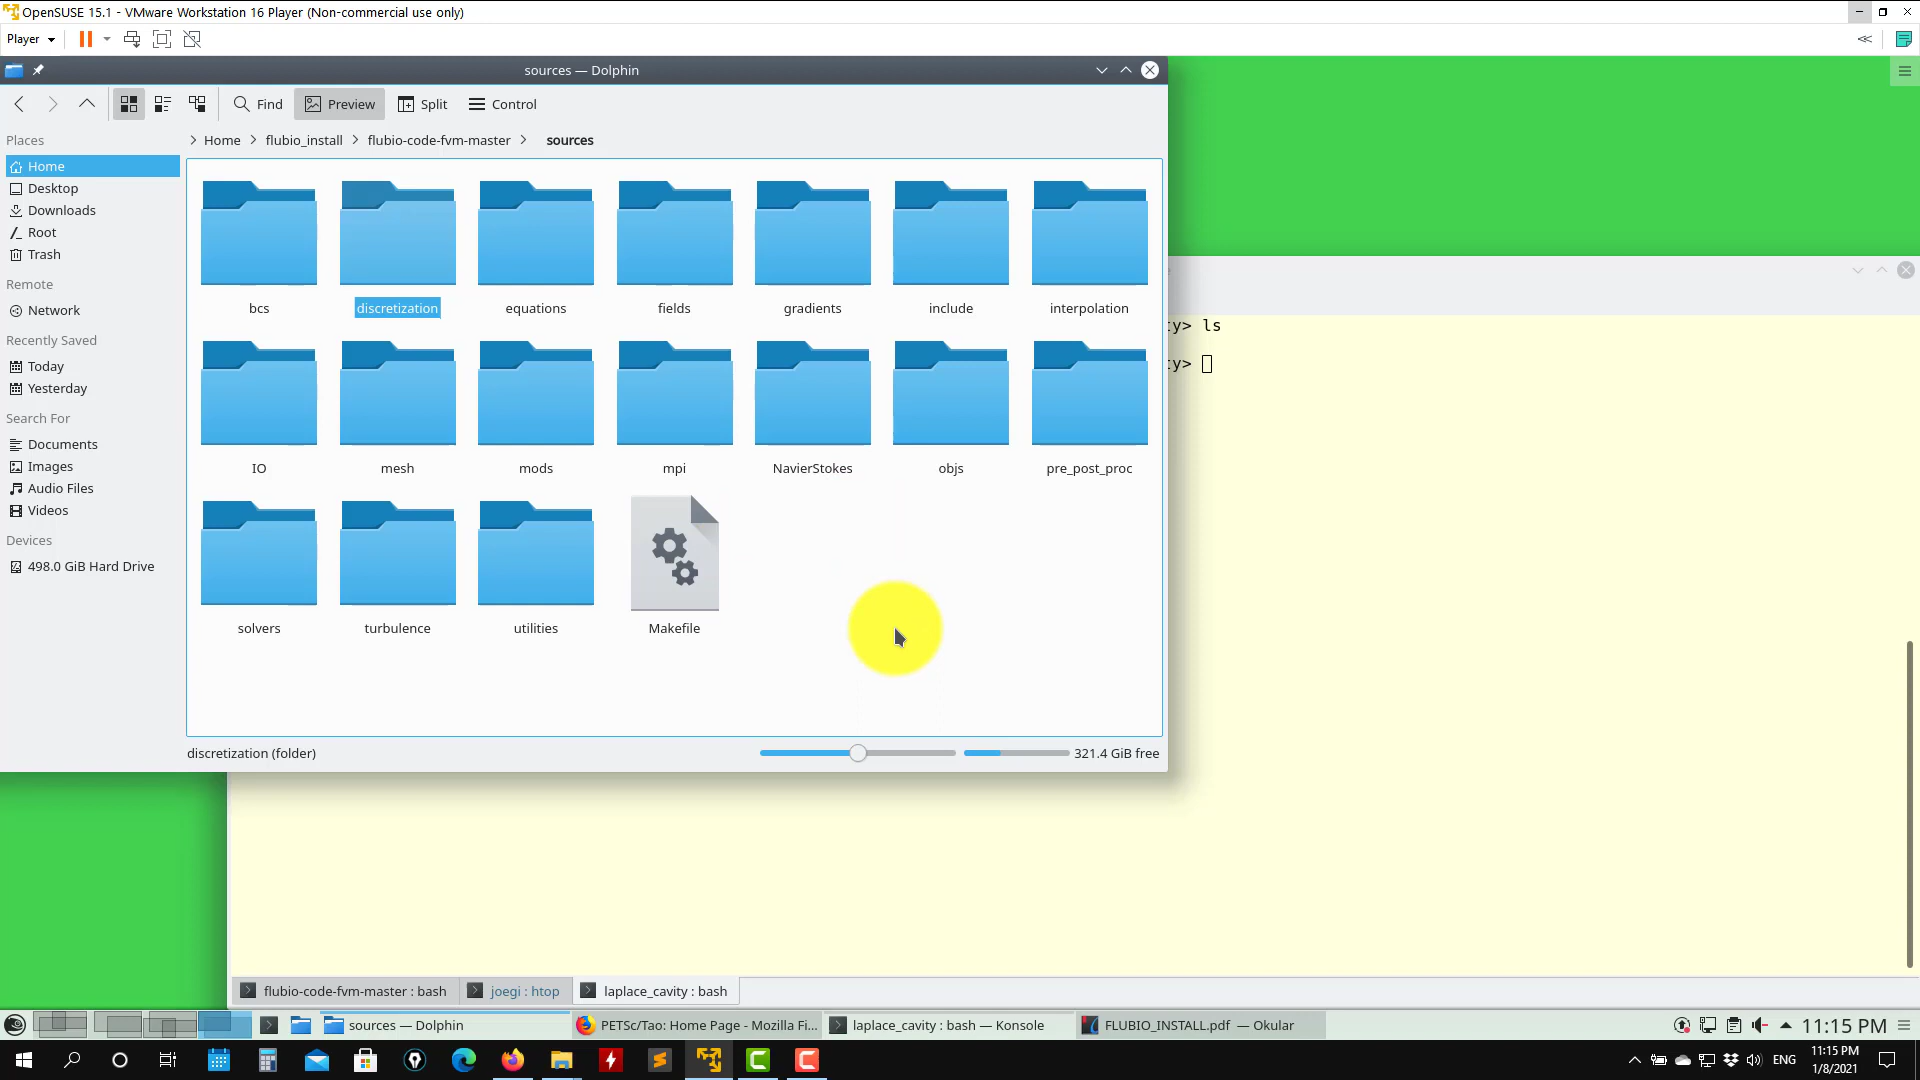 OpenSUSE 15.1 - VMware Workstation 16 Player (Non-commercial use only)
Player
sources — Dolphin
Find
Preview
Split
Control
Places
Home
flubio_install
flubio-code-fvm-master
sources
Home
Desktop
Downloads
Root
Trash
Remote
Network
Recently Saved
Today
Yesterday
Search For
Documents
Images
Audio Files
Videos
Devices
498.0 GiB Hard Drive
bcs
discretization
equations
fields
gradients
include
interpolation
IO
mesh
mods
mpi
NavierStokes
objs
pre_post_proc
solvers
turbulence
utilities
Makefile
discretization (folder)
321.4 GiB free
ty> ls
ty>
flubio-code-fvm-master : bash
joegi : htop
laplace_cavity : bash
sources — Dolphin
PETSc/Tao: Home Page - Mozilla Fi...
laplace_cavity : bash — Konsole
FLUBIO_INSTALL.pdf — Okular
11:15 PM
ENG
11:15 PM
1/8/2021